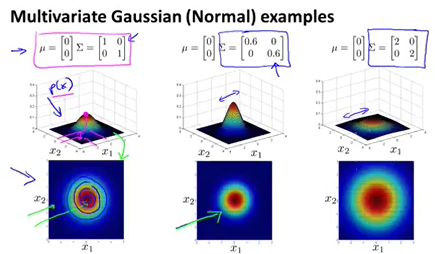 Multivariate Gaussian (Normal) examples
μ = [0 0] Σ = [1 0 0 1]
μ = [0 0] Σ = [0.6 0 0 0.6]
μ = [0 0] Σ = [2 0 0 2]
p(x)
x₂ x₁
x₂ x₁
x₂ x₁
x₂
x₁
x₂
x₁
x₂
x₁